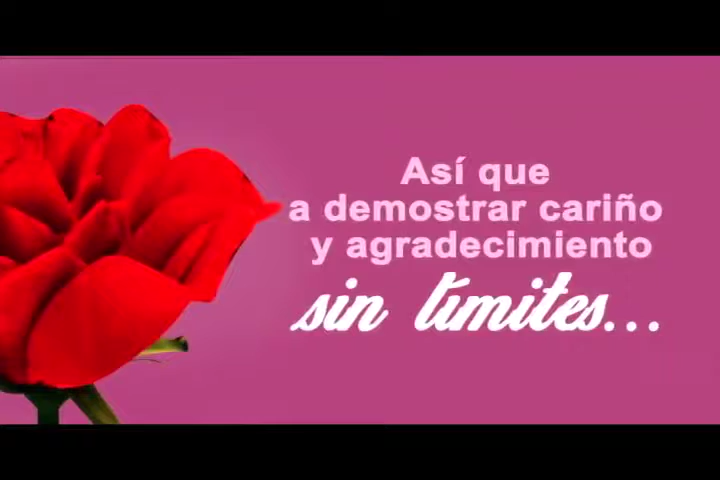 Así que
a demostrar cariño
y agradecimiento
sin límites...